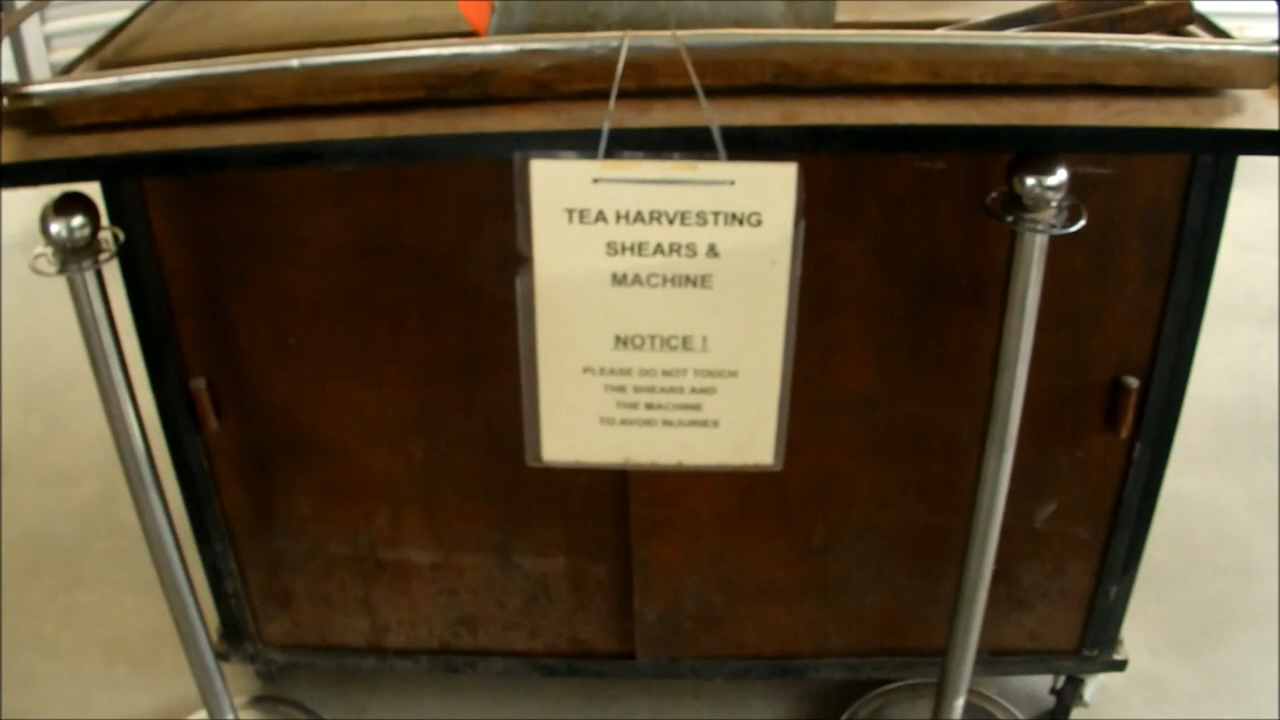 TEA HARVESTING
SHEARS &
MACHINE
NOTICE !
PLEASE DO NOT TOUCH
THE SHEARS AND
THE MACHINE
TO AVOID INJURIES